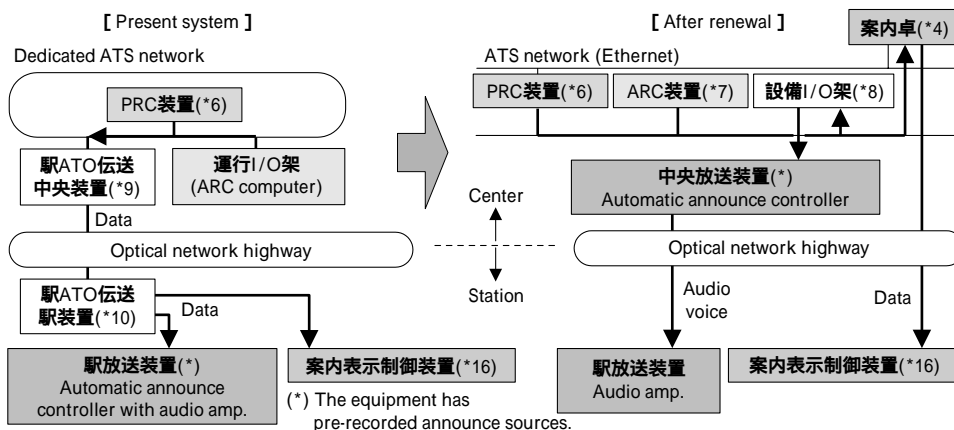 [ Present system]
Dedicated ATS network
PRC装置(*6)
駅ATO伝送
中央装置(*9)
運行I/O架
(ARC computer)
Data
Optical network highway
駅ATO伝送
駅装置(*10)
Data
駅放送装置(*)
Automatic announce
controller with audio amp.
案内表示制御装置(*16)
(*) The equipment has
pre-recorded announce sources.
[ After renewal ]
案内卓(*4)
ATS network (Ethernet)
PRC装置(*6)
ARC装置(*7)
設備I/O架(*8)
中央放送装置(*)
Automatic announce controller
Center
Station
Optical network highway
Audio
voice
Data
駅放送装置
Audio amp.
案内表示制御装置(*16)